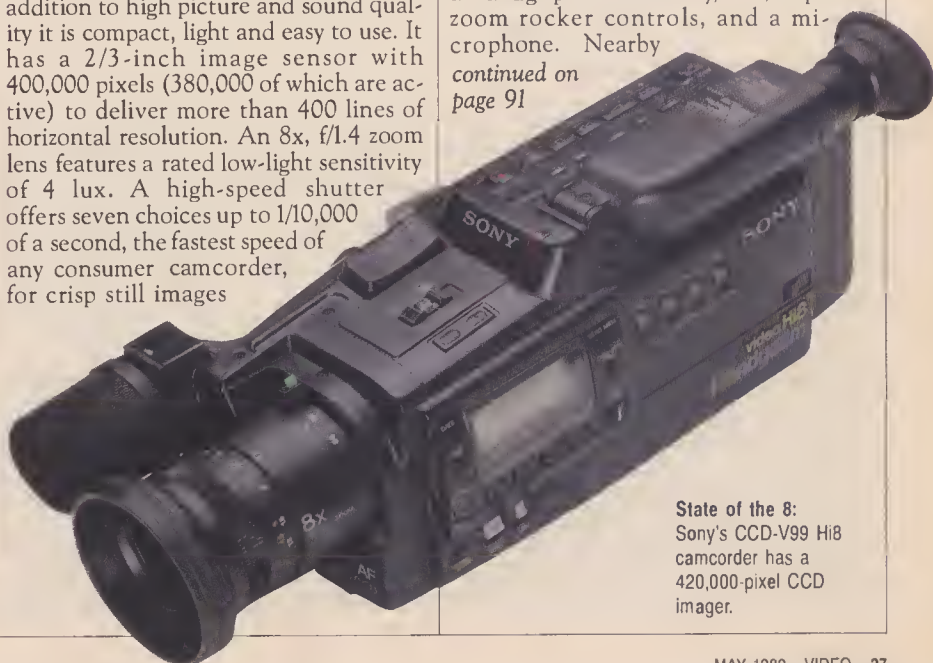 addition to high picture and sound qual-
ity it is compact, light and easy to use. It
has a 2/3-inch image sensor with
400,000 pixels (380,000 of which are ac-
tive) to deliver more than 400 lines of
horizontal resolution. An 8x, f/1.4 zoom
lens features a rated low-light sensitivity
of 4 lux. A high-speed shutter
offers seven choices up to 1/10,000
of a second, the fastest speed of
any consumer camcorder,
for crisp still images
zoom rocker controls, and a mi-
crophone. Nearby
continued on
page 91
SONY
SONY
video Hi8
8x
AF
State of the 8:
Sony's CCD-V99 Hi8
camcorder has a
420,000-pixel CCD
imager.